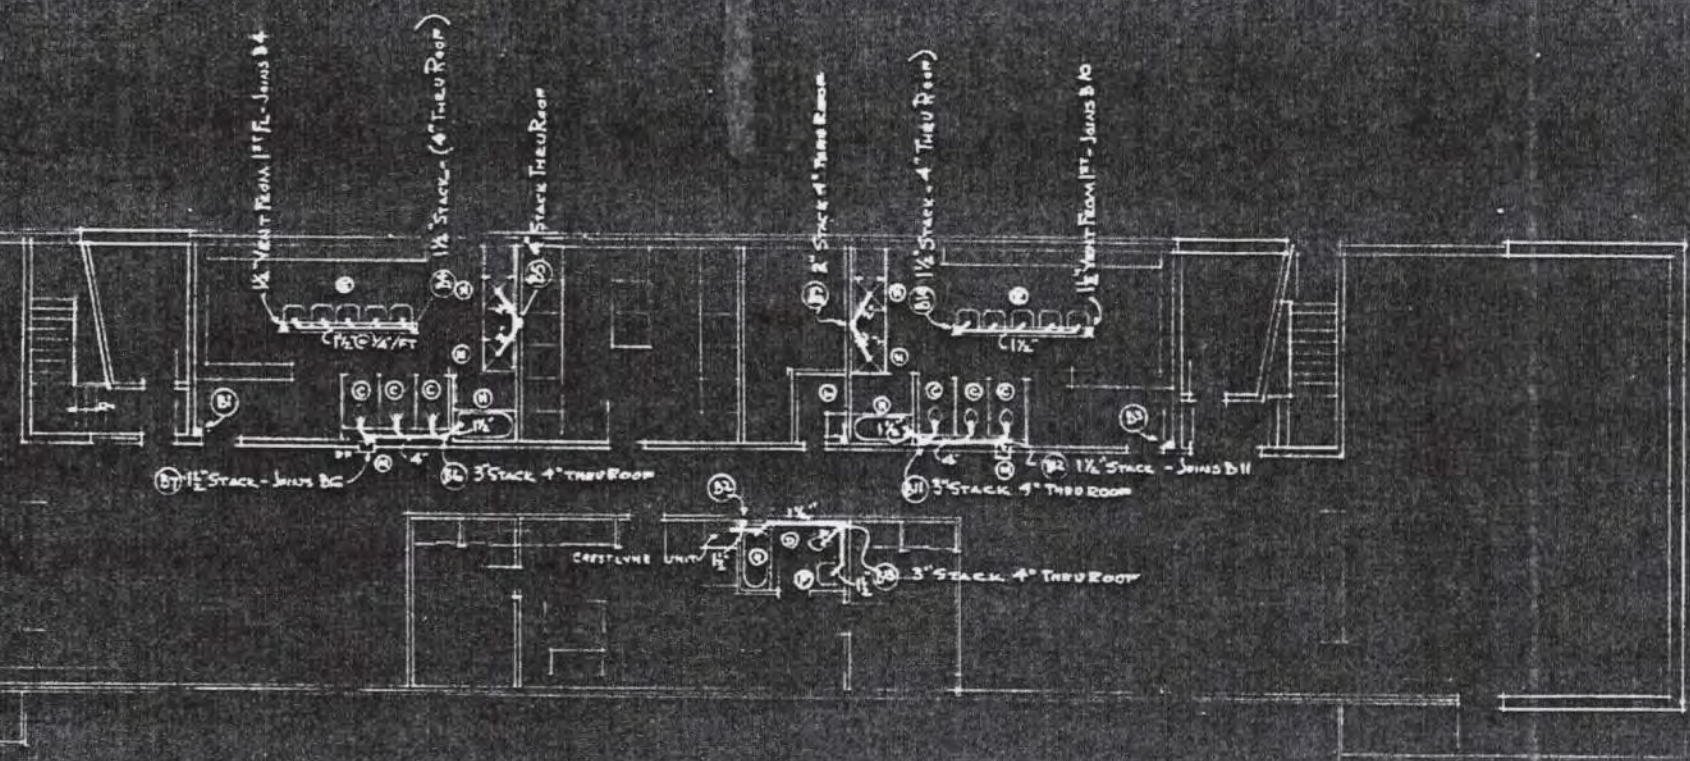 1½" VENT FROM 1ST FL - JOINS B4
1½" STACK - (4" THRU ROOF)
4" STACK THRU ROOF
2" STACK 4" THRU ROOF
1½" STACK - 4" THRU ROOF)
1½" VENT FROM 1ST - JOINS B10
B4
B5
1½ @ ¼"/FT
1½"
B1
C C C
H
1½"
H
1½"
C C C
B3
4"
H
B6 3" STACK 4" THRU ROOF
B7 1½" STACK - JOINS B6
4"
H
1½" STACK - JOINS B11
B11 3" STACK 4" THRU ROOF
B2
1½"
CRESTLYNE UNIT
1½"
D
P
1½"
3" STACK 4" THRU ROOF